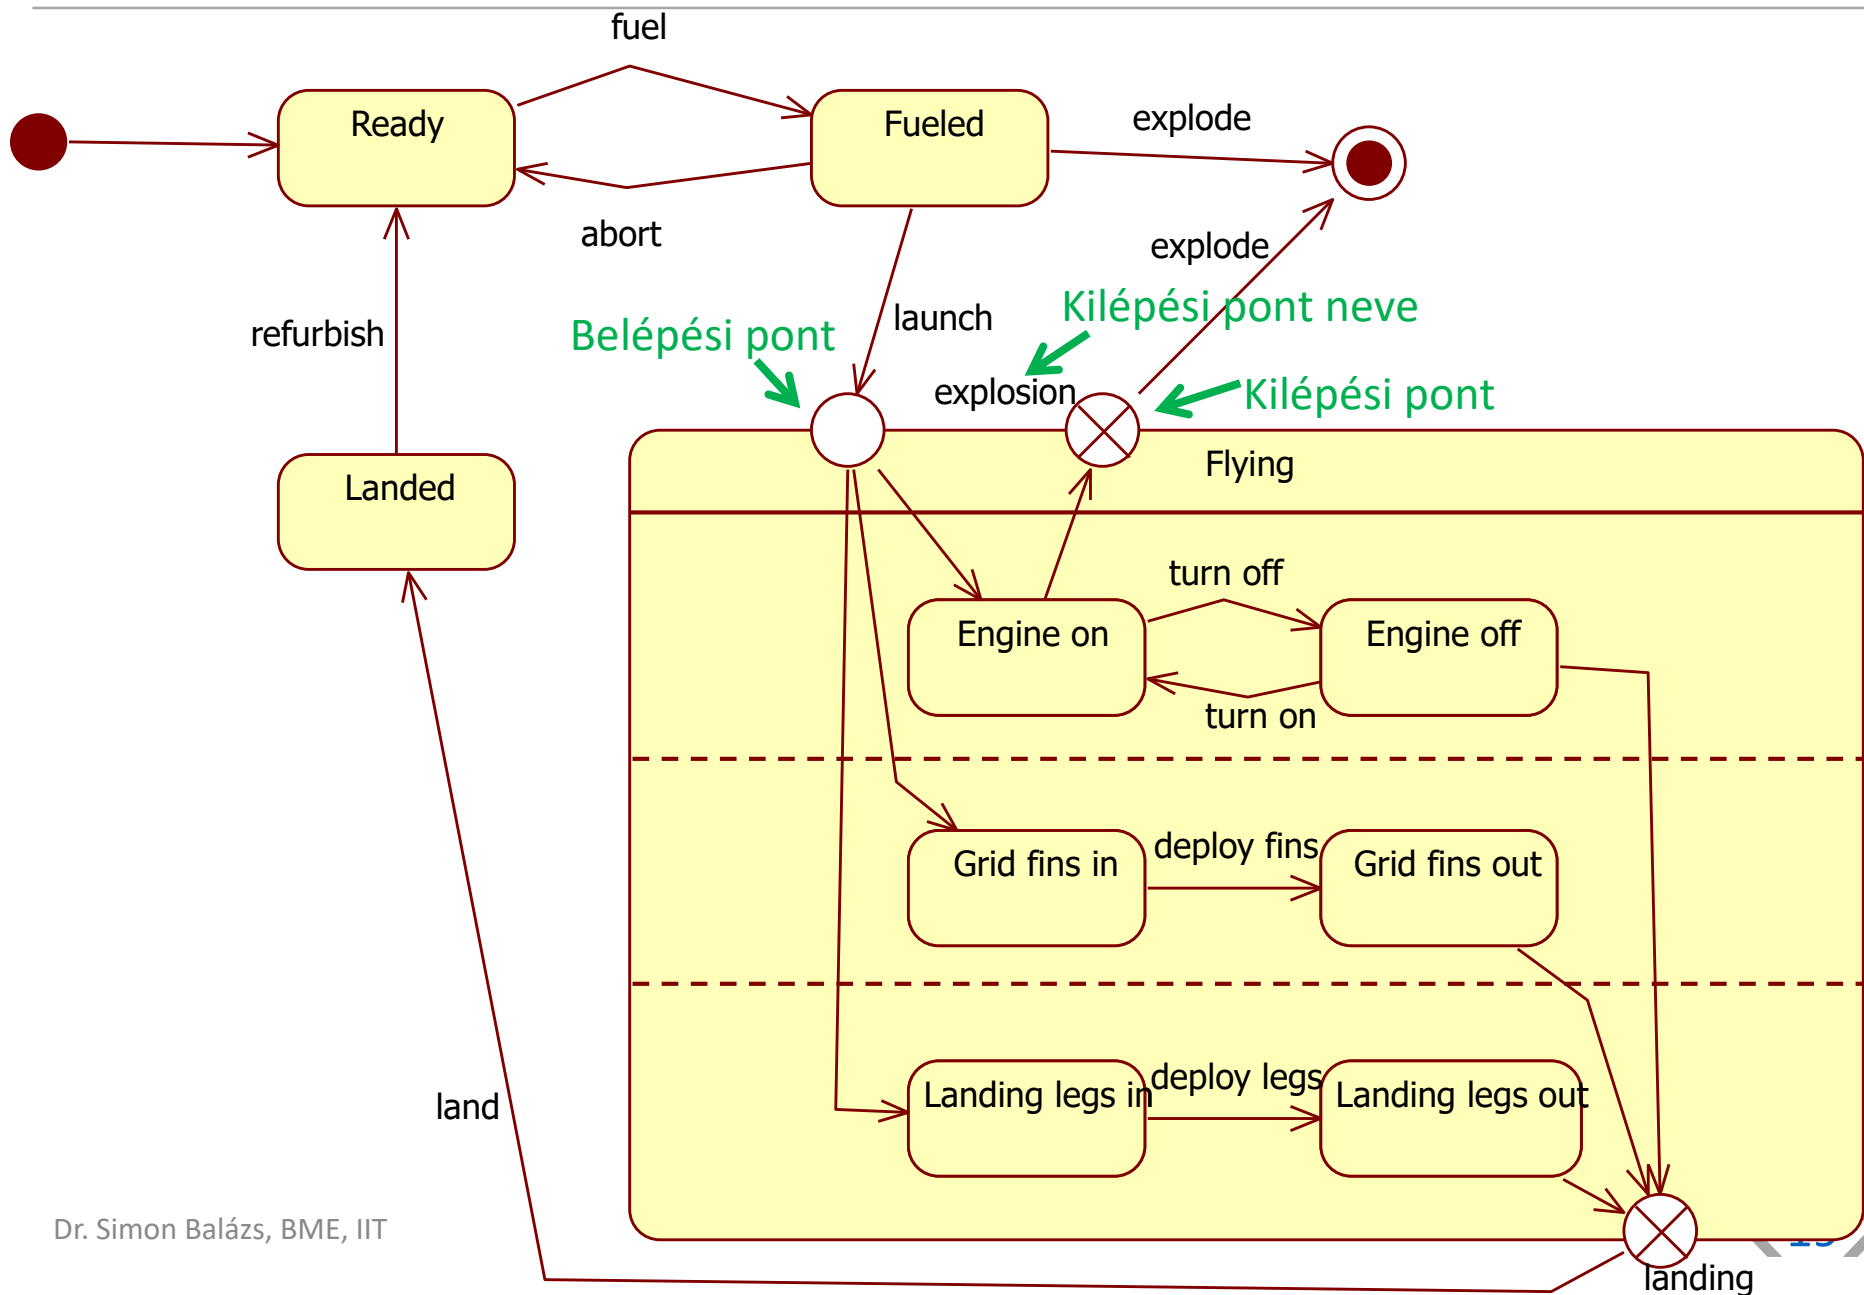 fuel
Ready
Fueled
explode
abort
explode
Kilépési pont neve
launch
refurbish
Belépési pont
explosion
Kilépési pont
Flying
Landed
turn off
Engine on
Engine off
turn on
deploy fins
Grid fins in
Grid fins out
deploy legs
Landing legs in
Landing legs out
land
Dr. Simon Balázs, BME, IIT
landing